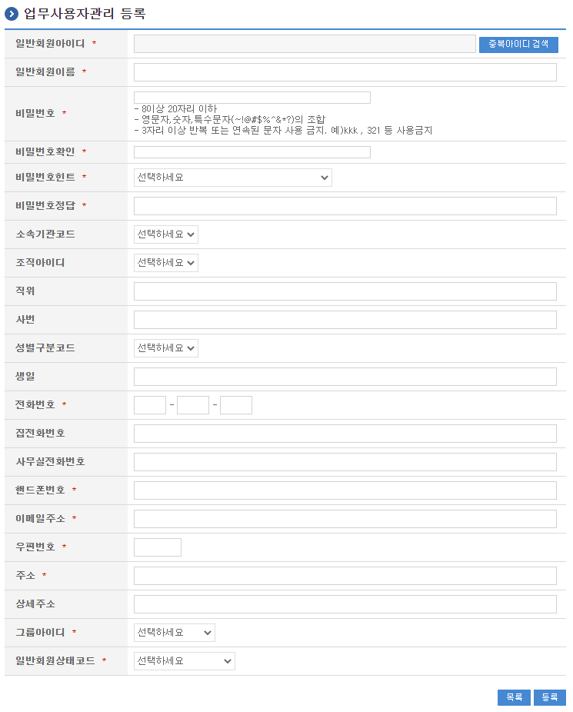 업무사용자관리 등록
일반회원아이디 *
중복아이디 검색
일반회원이름 *
비밀번호 *
- 8이상 20자리 이하
- 영문자,숫자,특수문자(~!@#$%^&*?)의 조합
- 3자리 이상 반복 또는 연속된 문자 사용 금지. 예)kkk , 321 등 사용금지
비밀번호확인 *
비밀번호힌트 * 선택하세요
비밀번호정답 *
소속기관코드 선택하세요
조직아이디 선택하세요
직위
사번
성별구분코드 선택하세요
생일
전화번호 * - -
집전화번호
사무실전화번호
핸드폰번호 *
이메일주소 *
우편번호 *
주소 *
상세주소
그룹아이디 * 선택하세요
일반회원상태코드 * 선택하세요
목록 등록